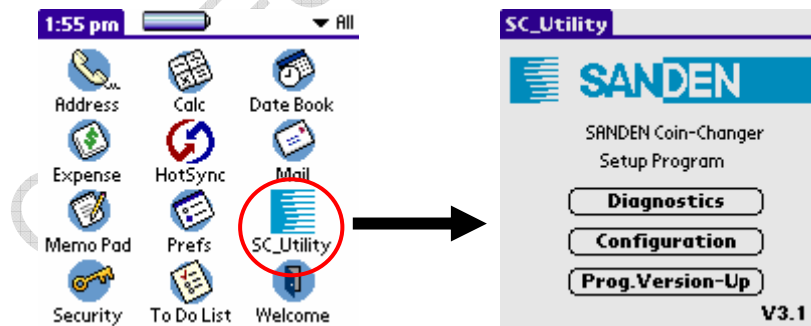 1:55 pm
All
Address Calc Date Book
Expense HotSync Mail
Memo Pad Prefs SC_Utility
Security To Do List Welcome
SC_Utility
SANDEN
SANDEN Coin-Changer
Setup Program
Diagnostics
Configuration
Prog.Version-Up
V3.1